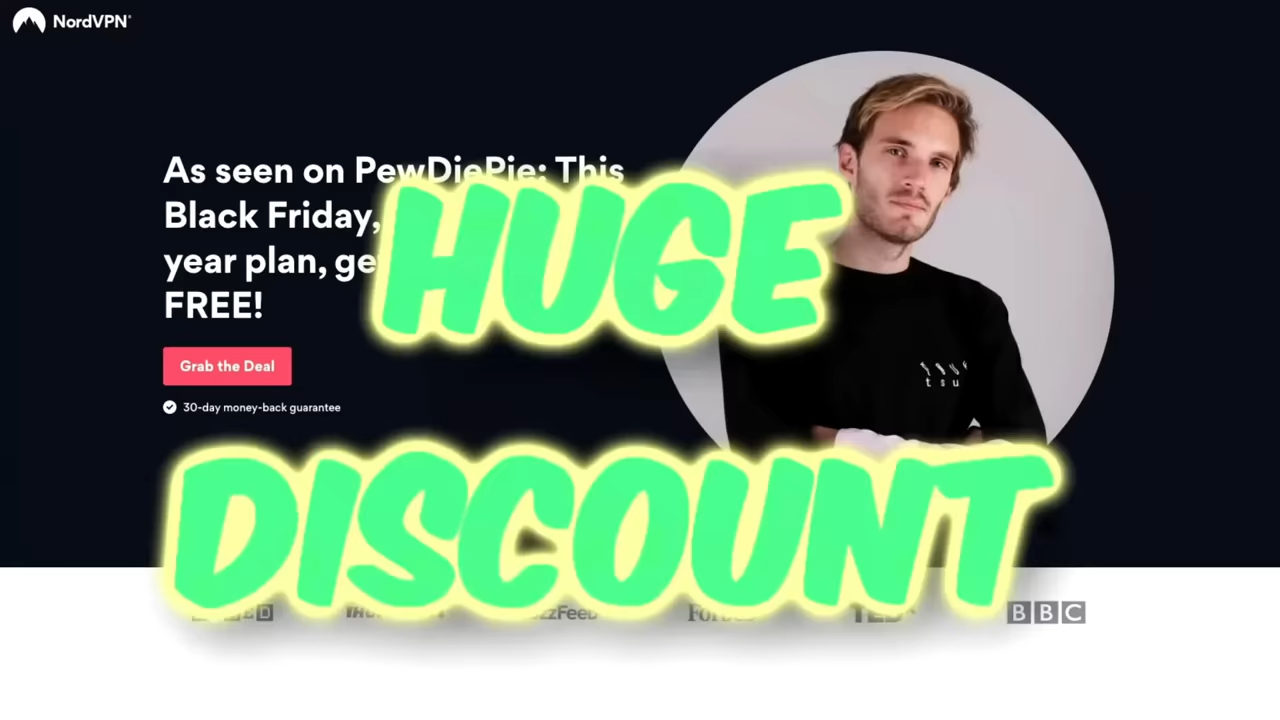 NordVPN®
As seen on PewDiePie: This
Black Friday,
year plan, ge
FREE!
HUGE
Grab the Deal
30-day money-back guarantee
tsu
DISCOUNT
BBC